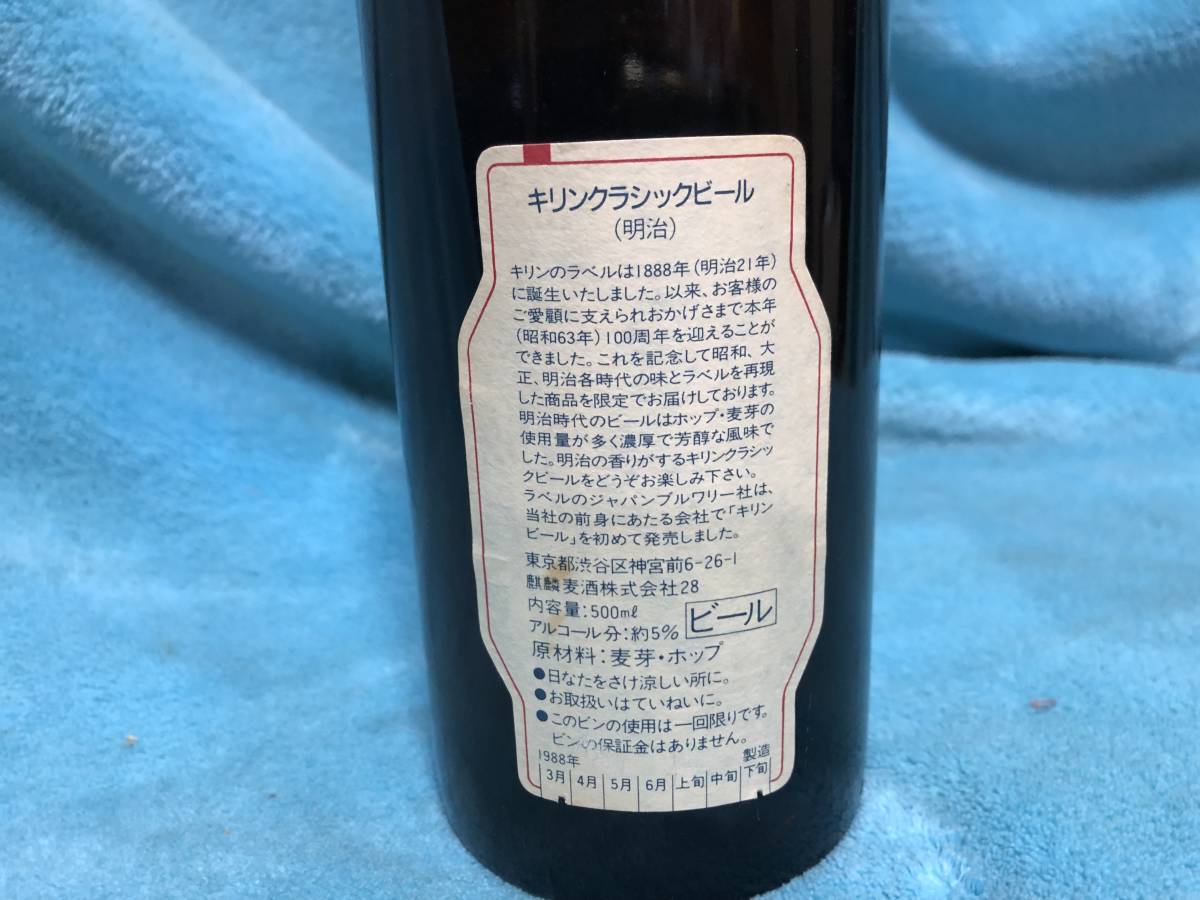 キリンクラシックビール
(明治)
キリンのラベルは1888年(明治21年)
に誕生いたしました。以来、お客様の
ご愛顧に支えられおかげさまで本年
(昭和63年)100周年を迎えることが
できました。これを記念して昭和、大
正、明治各時代の味とラベルを再現
した商品を限定でお届けしております。
明治時代のビールはホップ・麦芽の
使用量が多く濃厚で芳醇な風味で
した。明治の香りがするキリンクラシッ
クビールをどうぞお楽しみ下さい。
ラベルのジャパンブルワリー社は、
当社の前身にあたる会社で「キリン
ビール」を初めて発売しました。
東京都渋谷区神宮前6-26-1
麒麟麦酒株式会社28
内容量:500mℓ
アルコール分:約5%
ビール
原材料:麦芽・ホップ
●日なたをさけ涼しい所に。
●お取扱いはていねいに。
●このビンの使用は一回限りです。
ビンの保証金はありません。
1988年 製造
3月 4月 5月 6月 上旬 中旬 下旬